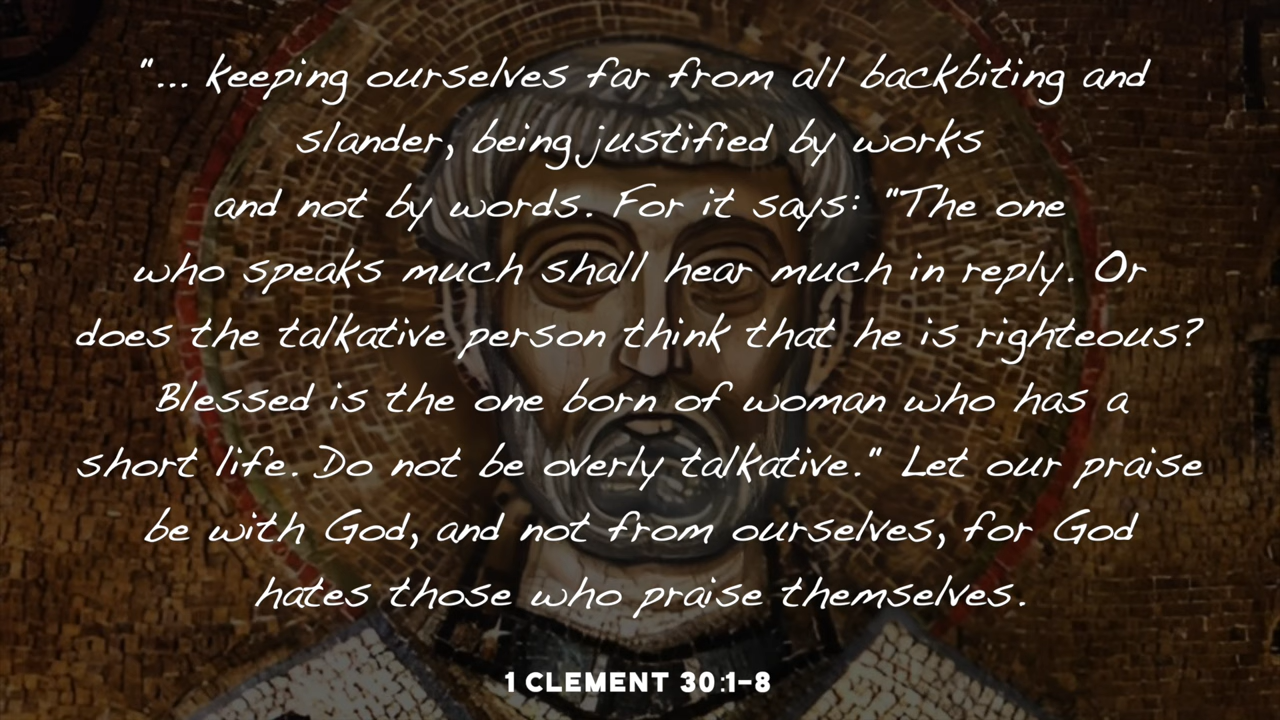 "... keeping ourselves far from all backbiting and
slander, being justified by works
and not by words. For it says: "The one
who speaks much shall hear much in reply. Or
does the talkative person think that he is righteous?
Blessed is the one born of woman who has a
short life. Do not be overly talkative." Let our praise
be with God, and not from ourselves, for God
hates those who praise themselves.
1 CLEMENT 30:1-8